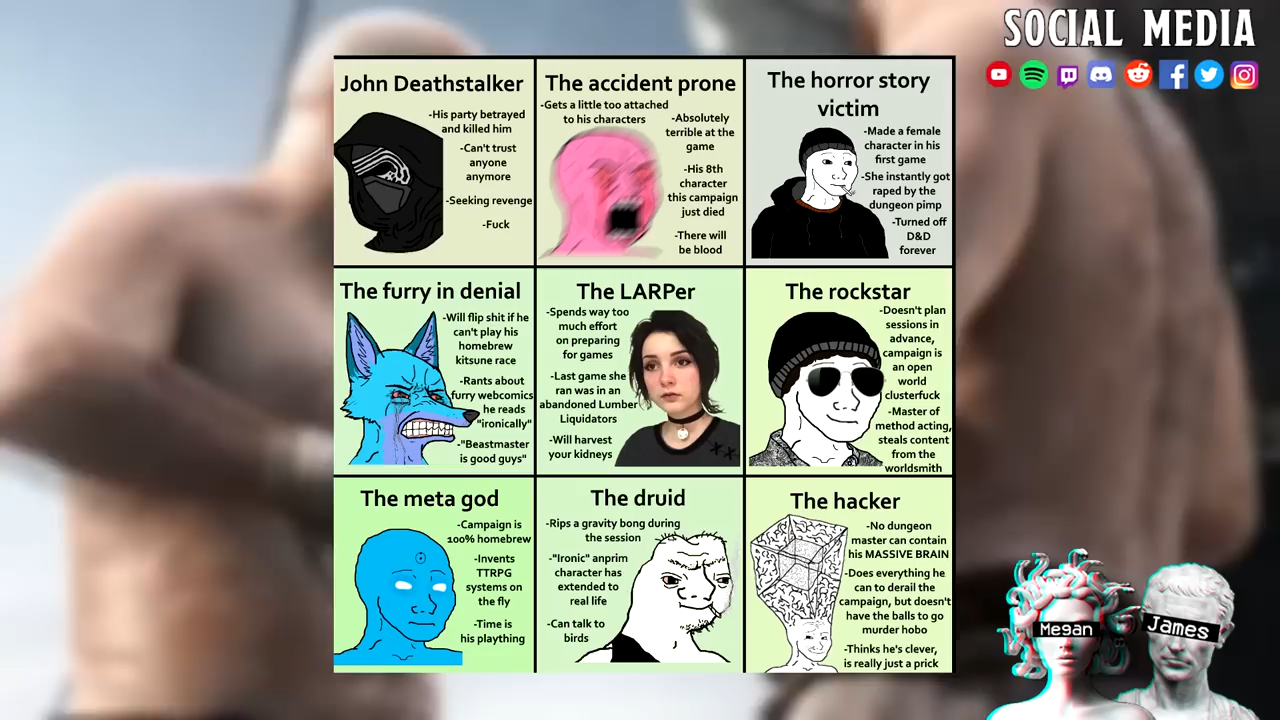 SOCIAL MEDIA
John Deathstalker
-His party betrayed
and killed him
-Can't trust
anyone
anymore
-Seeking revenge
-Fuck
The accident prone
-Gets a little too attached
to his characters
-Absolutely
terrible at the
game
-His 8th
character
this campaign
just died
-There will
be blood
The horror story
victim
-Made a female
character in his
first game
-She instantly got
raped by the
dungeon pimp
-Turned off
D&D
forever
The furry in denial
-Will flip shit if he
can't play his
homebrew
kitsune race
-Rants about
furry webcomics
he reads
"ironically"
-"Beastmaster
is good guys"
The LARPer
-Spends way too
much effort
on preparing
for games
-Last game she
ran was in an
abandoned Lumber
Liquidators
-Will harvest
your kidneys
The rockstar
-Doesn't plan
sessions in
advance,
campaign is
an open
world
clusterfuck
-Master of
method acting,
steals content
from the
worldsmith
The meta god
-Campaign is
100% homebrew
-Invents
TTRPG
systems on
the fly
-Time is
his plaything
The druid
-Rips a gravity bong during
the session
-"Ironic" anprim
character has
extended to
real life
-Can talk to
birds
The hacker
-No dungeon
master can contain
his MASSIVE BRAIN
-Does everything he
can to derail the
campaign, but doesn't
have the balls to go
murder hobo
-Thinks he's clever,
is really just a prick
Megan
James